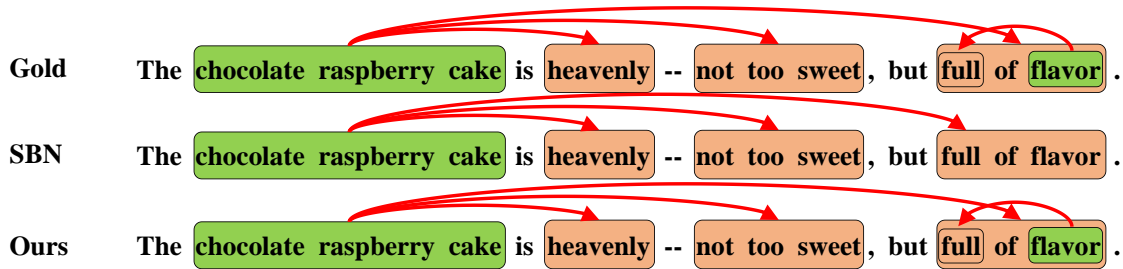 Gold The chocolate raspberry cake is heavenly -- not too sweet, but full of flavor.
SBN The chocolate raspberry cake is heavenly -- not too sweet, but full of flavor.
Ours The chocolate raspberry cake is heavenly -- not too sweet, but full of flavor.